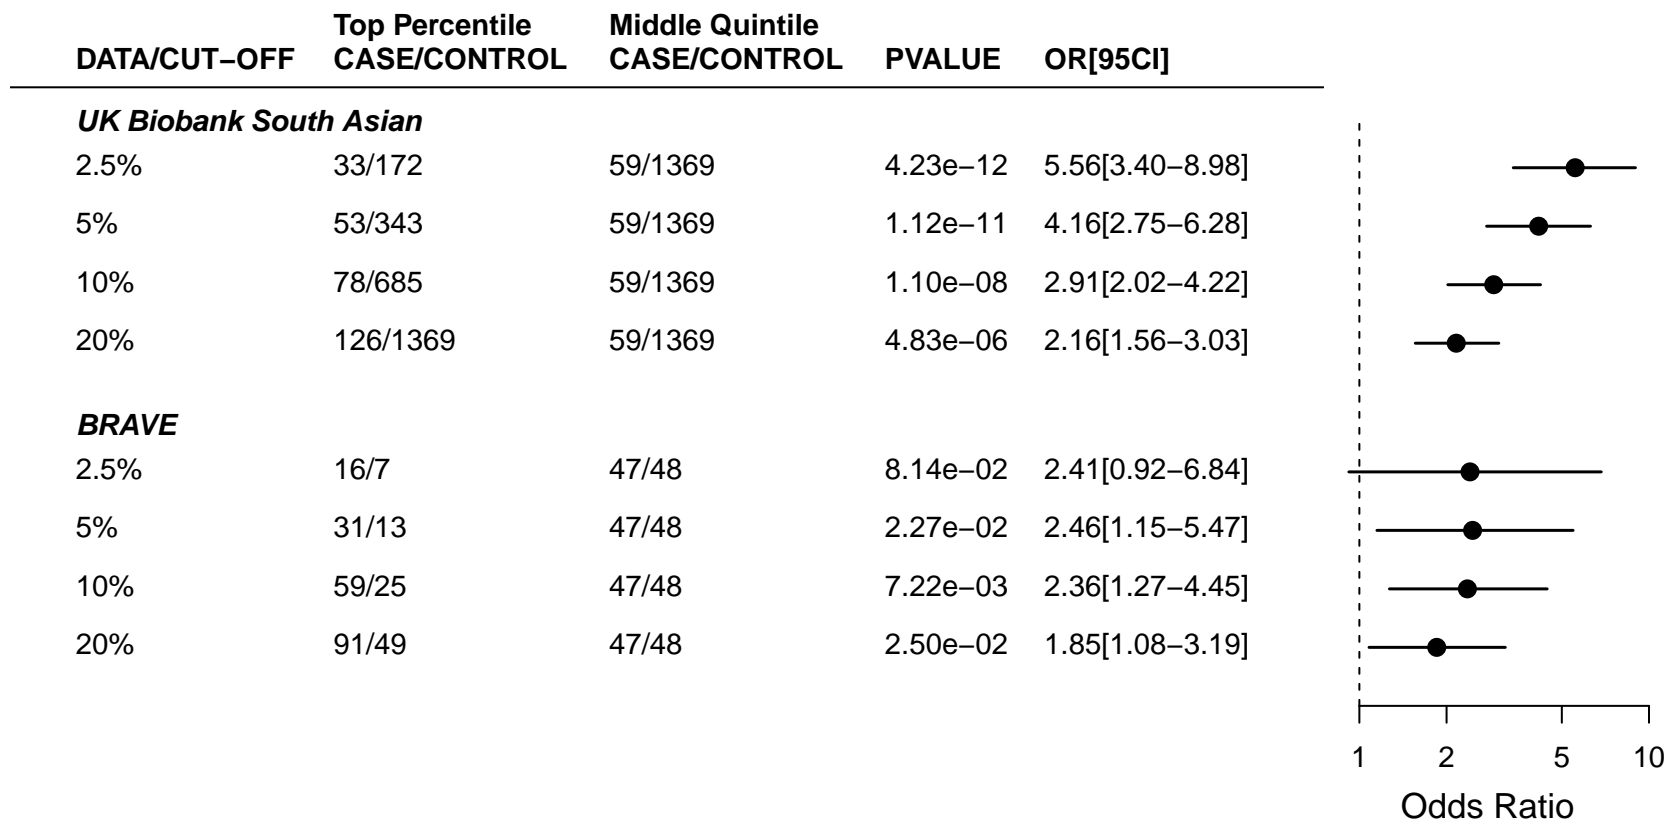 Top Percentile Middle Quintile
DATA/CUT−OFF CASE/CONTROL CASE/CONTROL PVALUE OR[95CI]
UK Biobank South Asian
2.5% 33/172 59/1369 4.23e−12 5.56[3.40−8.98]
5% 53/343 59/1369 1.12e−11 4.16[2.75−6.28]
10% 78/685 59/1369 1.10e−08 2.91[2.02−4.22]
20% 126/1369 59/1369 4.83e−06 2.16[1.56−3.03]
BRAVE
2.5% 16/7 47/48 8.14e−02 2.41[0.92−6.84]
5% 31/13 47/48 2.27e−02 2.46[1.15−5.47]
10% 59/25 47/48 7.22e−03 2.36[1.27−4.45]
20% 91/49 47/48 2.50e−02 1.85[1.08−3.19]
1 2 5 10
Odds Ratio